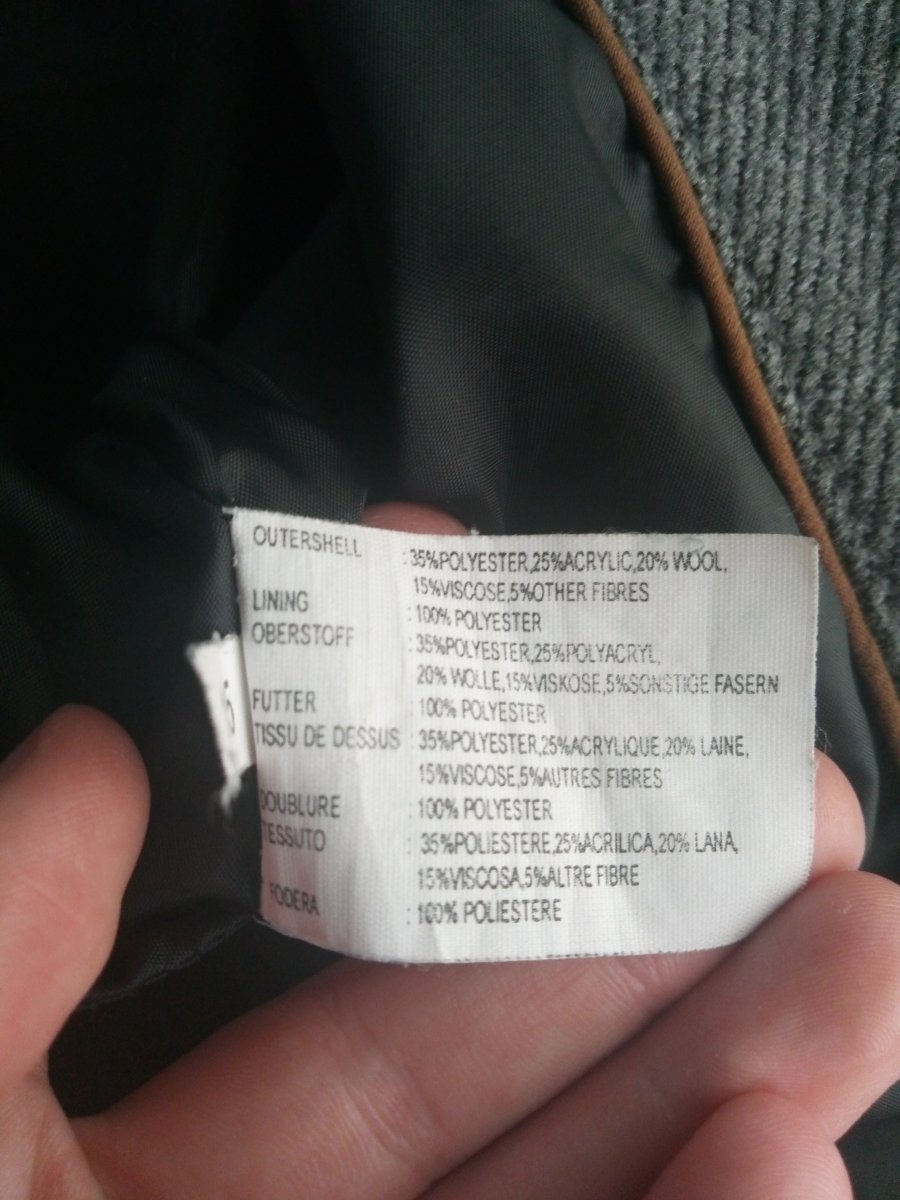 OUTERSHELL : 35%POLYESTER,25%ACRYLIC,20% WOOL,
15%VISCOSE,5%OTHER FIBRES
LINING : 100% POLYESTER
OBERSTOFF : 35%POLYESTER,25%POLYACRYL,
20% WOLLE,15%VISKOSE,5%SONSTIGE FASERN
FUTTER : 100% POLYESTER
TISSU DE DESSUS : 35%POLYESTER,25%ACRYLIQUE,20% LAINE,
15%VISCOSE,5%AUTRES FIBRES
DOUBLURE : 100% POLYESTER
TESSUTO : 35%POLIESTERE,25%ACRILICA,20% LANA,
15%VISCOSA,5%ALTRE FIBRE
FODERA : 100% POLIESTERE